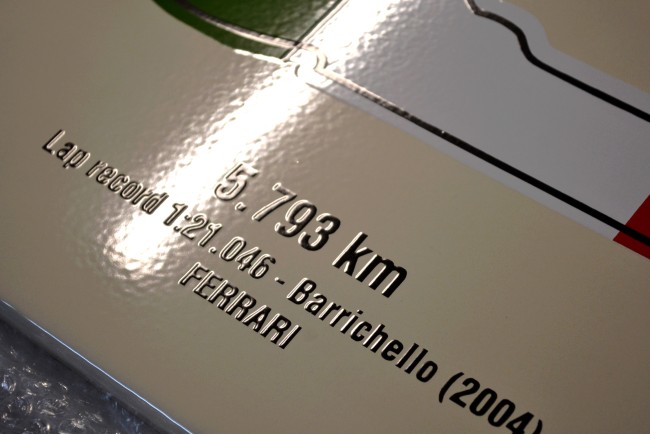 5.793 km
Lap record 1:21.046 - Barrichello (2004)
FERRARI